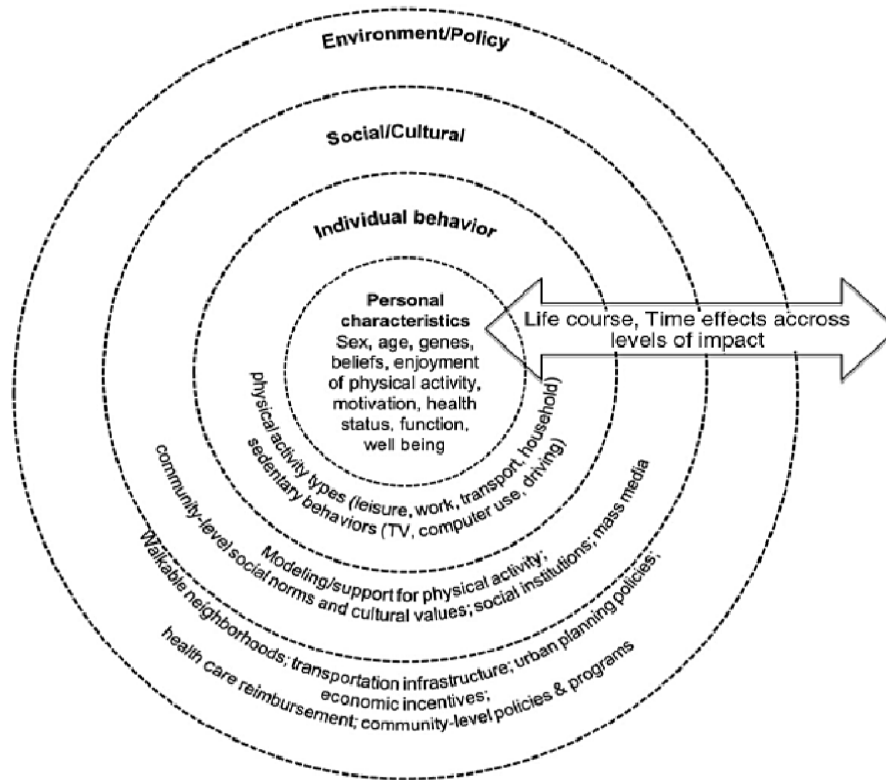 Environment/Policy
Social/Cultural
Individual behavior
Personal
characteristics
Sex, age, genes,
beliefs, enjoyment
of physical activity,
motivation, health
status, function,
well being
Life course, Time effects accross
levels of impact
physical activity types (leisure, work, transport, household)
sedentary behaviors (TV, computer use, driving)
Modeling/support for physical activity;
community-level social norms and cultural values; social institutions; mass media
Walkable neighborhoods; transportation infrastructure; urban planning policies;
economic incentives;
health care reimbursement; community-level policies & programs